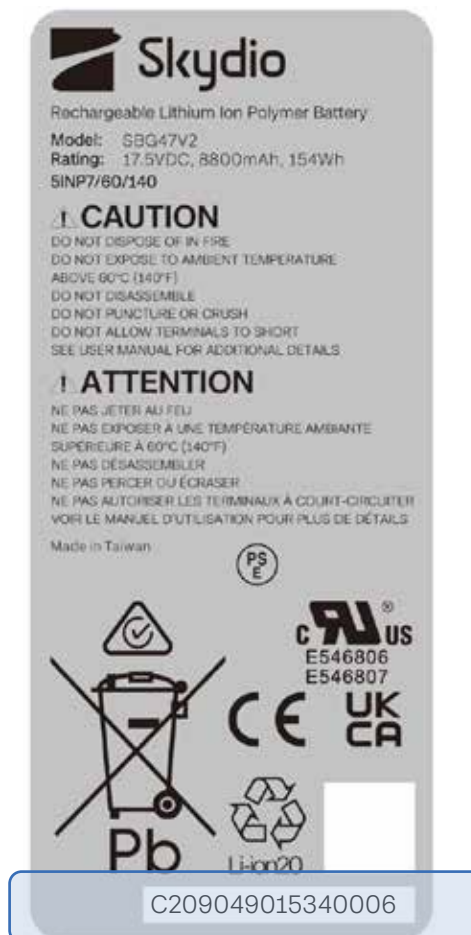 Skydio
Rechargeable Lithium Ion Polymer Battery
Model: SBG47V2
Rating: 17.5VDC, 8800mAh, 154Wh
5INP7/60/140
CAUTION
DO NOT DISPOSE OF IN FIRE
DO NOT EXPOSE TO AMBIENT TEMPERATURE
ABOVE 60°C (140°F)
DO NOT DISASSEMBLE
DO NOT PUNCTURE OR CRUSH
DO NOT ALLOW TERMINALS TO SHORT
SEE USER MANUAL FOR ADDITIONAL DETAILS
ATTENTION
NE PAS JETER AU FEU
NE PAS EXPOSER À UNE TEMPÉRATURE AMBIANTE
SUPÉRIEURE À 60°C (140°F)
NE PAS DÉSASSEMBLER
NE PAS PERCER OU ÉCRASER
NE PAS AUTORISER LES TERMINAUX À COUNT-CIRCUITER
VOIR LE MANUEL D'UTILISATION POUR PLUS DE DÉTAILS
Made in Taiwan
PS
E
C RU ® US
E546806
E546807
CE
UK
CA
Pb
Li-ion20
C209049015340006